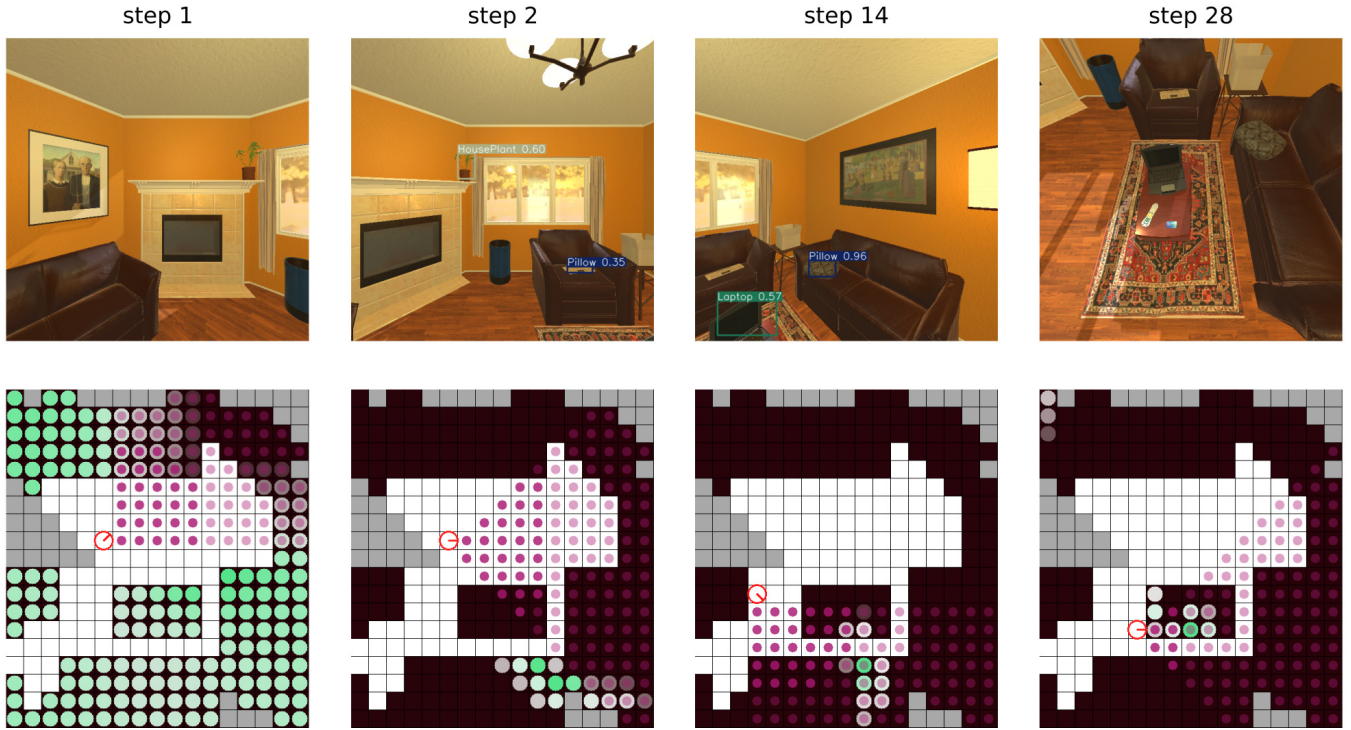 step 1
step 2
step 14
step 28
HousePlant 0.60
Pillow 0.35
Pillow 0.96
Laptop 0.57